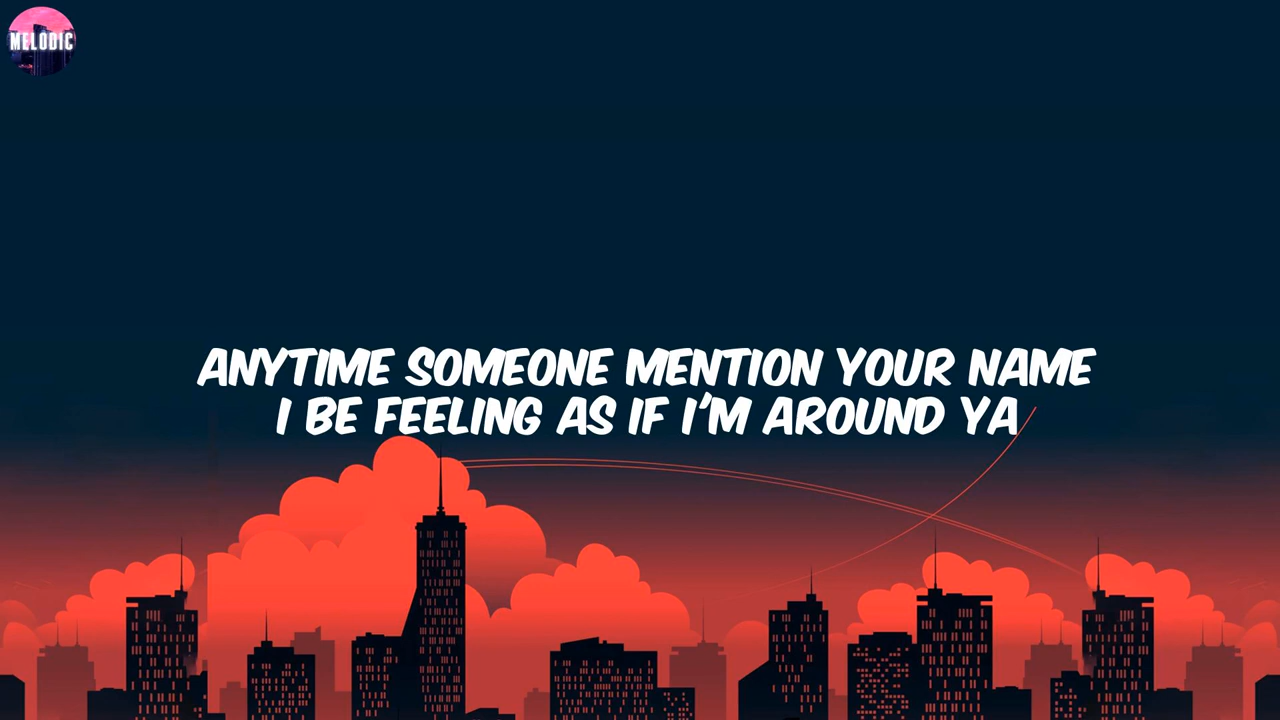 MELODIC
ANYTIME SOMEONE MENTION YOUR NAME
I BE FEELING AS IF I'M AROUND YA